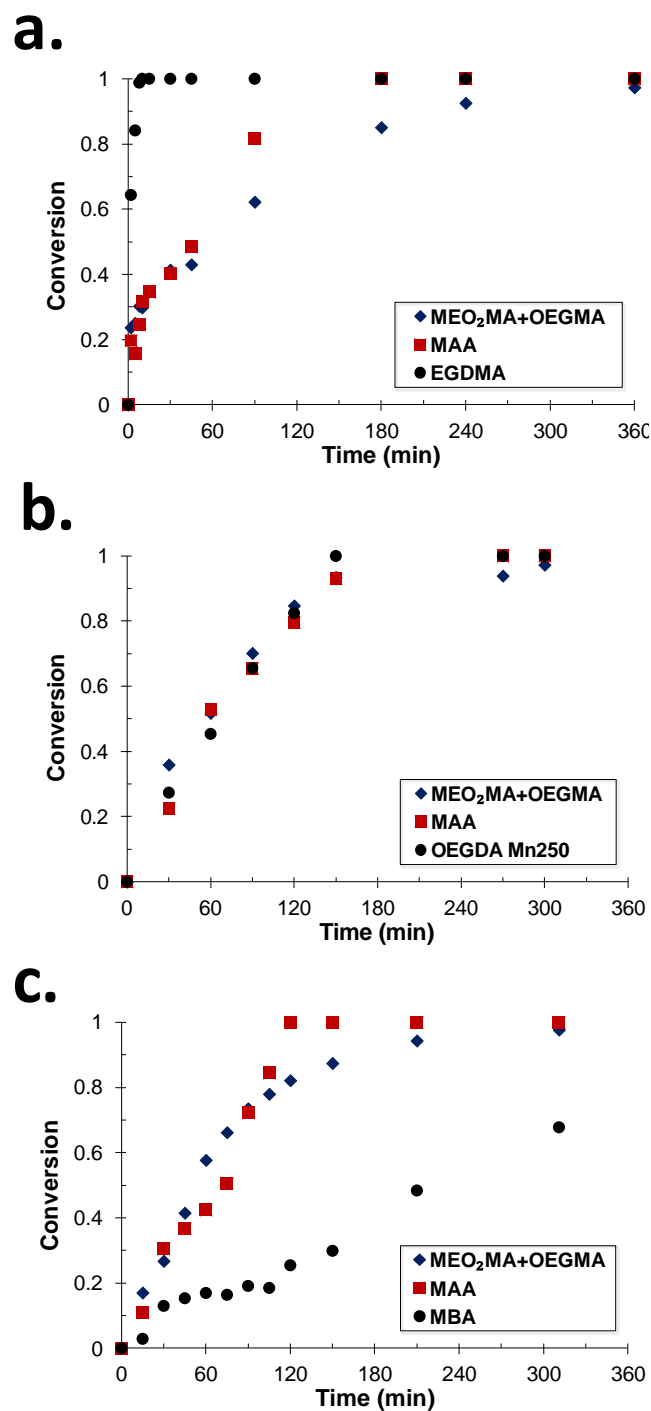 a.
1
0.8
0.6
0.4
0.2
0
Conversion
0 60 120 180 240 300 360
Time (min)
MEO₂MA+OEGMA
MAA
EGDMA
b.
1
0.8
0.6
0.4
0.2
0
Conversion
0 60 120 180 240 300 360
Time (min)
MEO₂MA+OEGMA
MAA
OEGDA Mn250
c.
1
0.8
0.6
0.4
0.2
0
Conversion
0 60 120 180 240 300 360
Time (min)
MEO₂MA+OEGMA
MAA
MBA